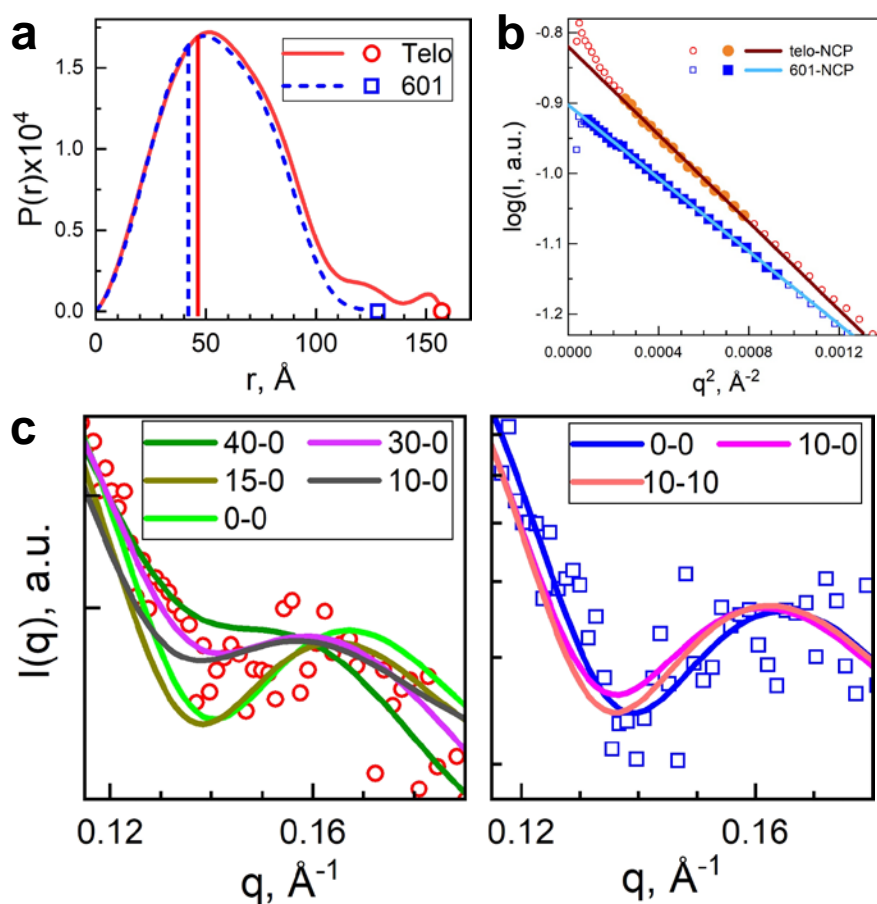 a
Telo
601
1.5
1.0
0.5
0.0
P(r)x10⁴
0 50 100 150
r, Å
b
telo-NCP
601-NCP
-0.8
-0.9
-1.0
-1.1
-1.2
log(I, a.u.)
0.0000 0.0004 0.0008 0.0012
q², Å⁻²
c
40-0 30-0
15-0 10-0
0-0
I(q), a.u.
0.12 0.16
q, Å⁻¹
0-0 10-0
10-10
0.12 0.16
q, Å⁻¹